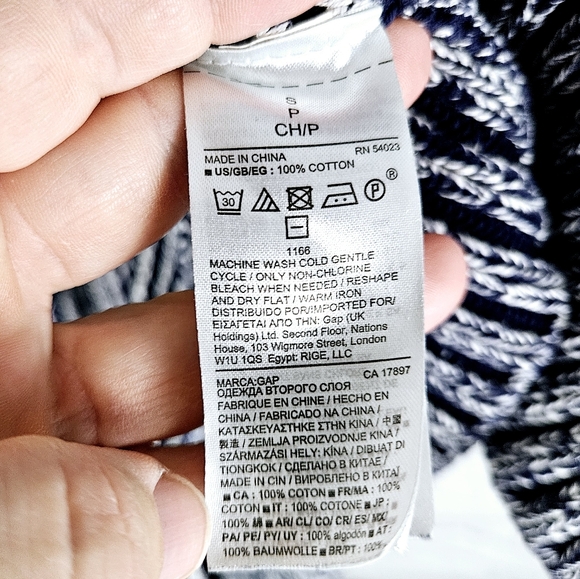 S
P
CH/P
MADE IN CHINA RN 54023
■ US/GB/EG : 100% COTTON
30 P ®
1166
MACHINE WASH COLD GENTLE
CYCLE / ONLY NON-CHLORINE
BLEACH WHEN NEEDED / RESHAPE
AND DRY FLAT / WARM IRON
DISTRIBUIDO POR/IMPORTED FOR/
ΕΙΣΑΓΕΤΑΙ ΑΠΟ ΤΗΝ: Gap (UK
Holdings) Ltd. Second Floor, Nations
House, 103 Wigmore Street, London
W1U 1QS Egypt: RIGE, LLC
MARCA:GAP CA 17897
ОДЕЖДА ВТОРОГО СЛОЯ
FABRIQUE EN CHINE / HECHO EN
CHINA / FABRICADO NA CHINA /
ΚΑΤΑΣΚΕΥΑΣΤΗΚΕ ΣΤΗΝ ΚΙΝΑ / 中國
製造 / ZEMLJA PROIZVODNJE KINA /
SZÁRMAZÁSI HELY: KÍNA / DIBUAT DI
TIONGKOK / СДЕЛАНО В КИТАЕ /
MADE IN CIN / ВИРОБЛЕНО В КИТАЇ
■ CA : 100% COTON ■ FR/MA : 100%
COTON ■ IT : 100% COTONE ■ JP :
100% 綿 ■ AR/ CL/ CO/ CR/ ES/ MX/
PA/ PE/ PY/ UY : 100% algodón ■ AT :
100% BAUMWOLLE ■ BR/PT : 100%